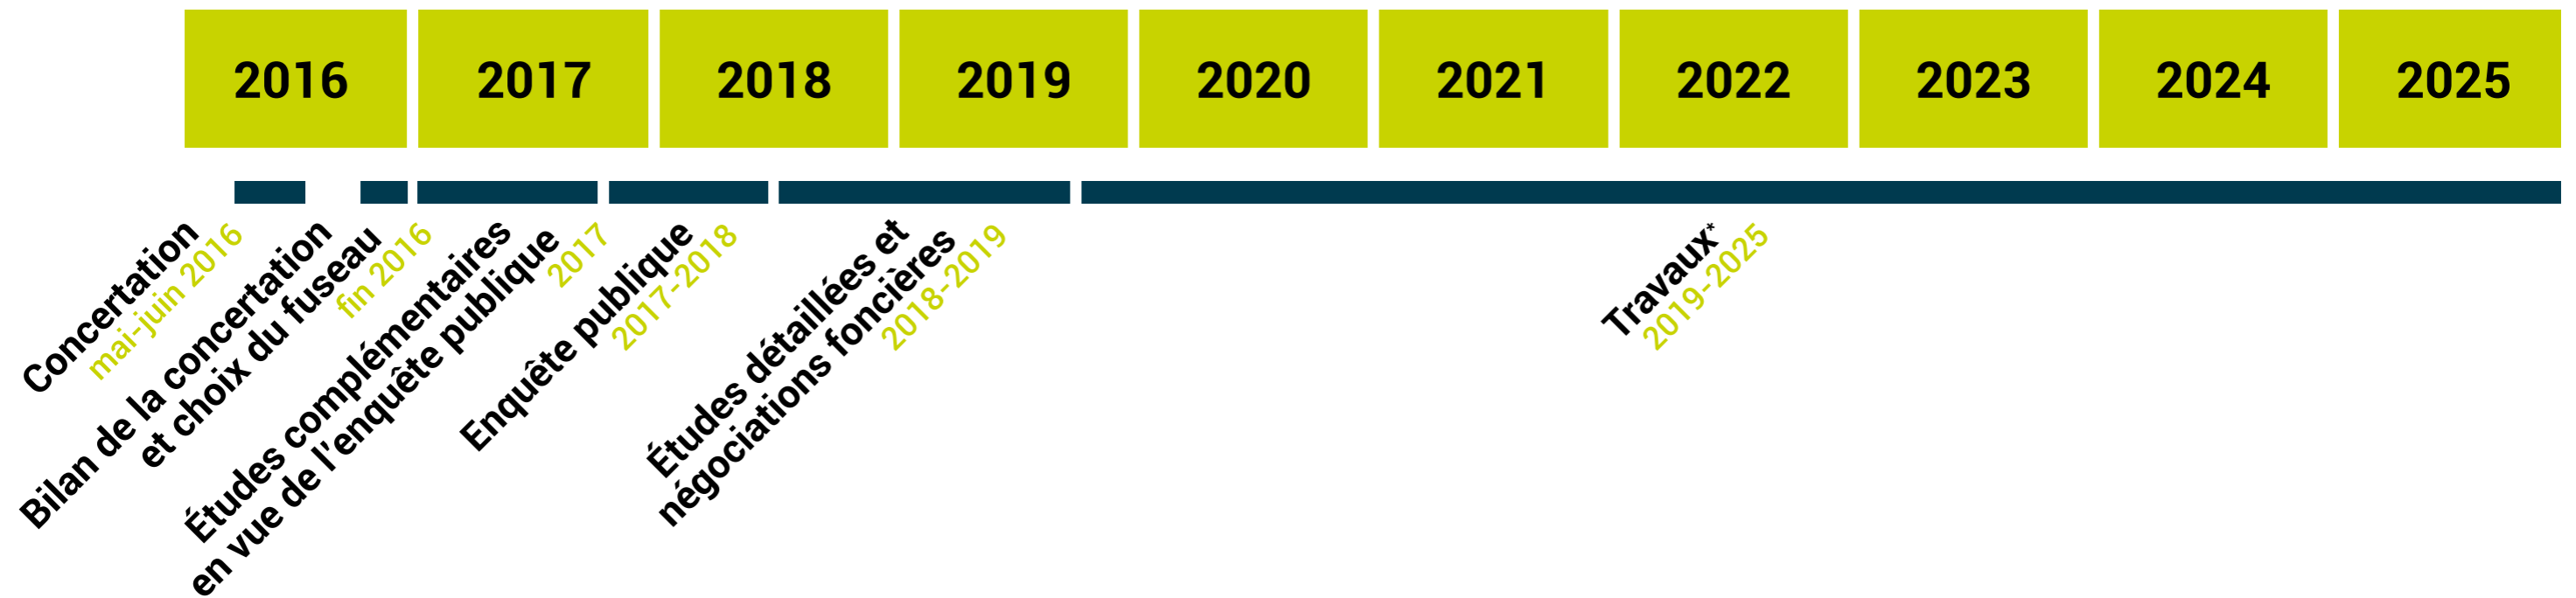 2016
2017
2018
2019
2020
2021
2022
2023
2024
2025
Concertation
mai-juin 2016
Bilan de la concertation
et choix du fuseau
fin 2016
Études complémentaires
en vue de l'enquête publique
2017
Enquête publique
2017-2018
Études détaillées et
négociations foncières
2018-2019
Travaux*
2019-2025